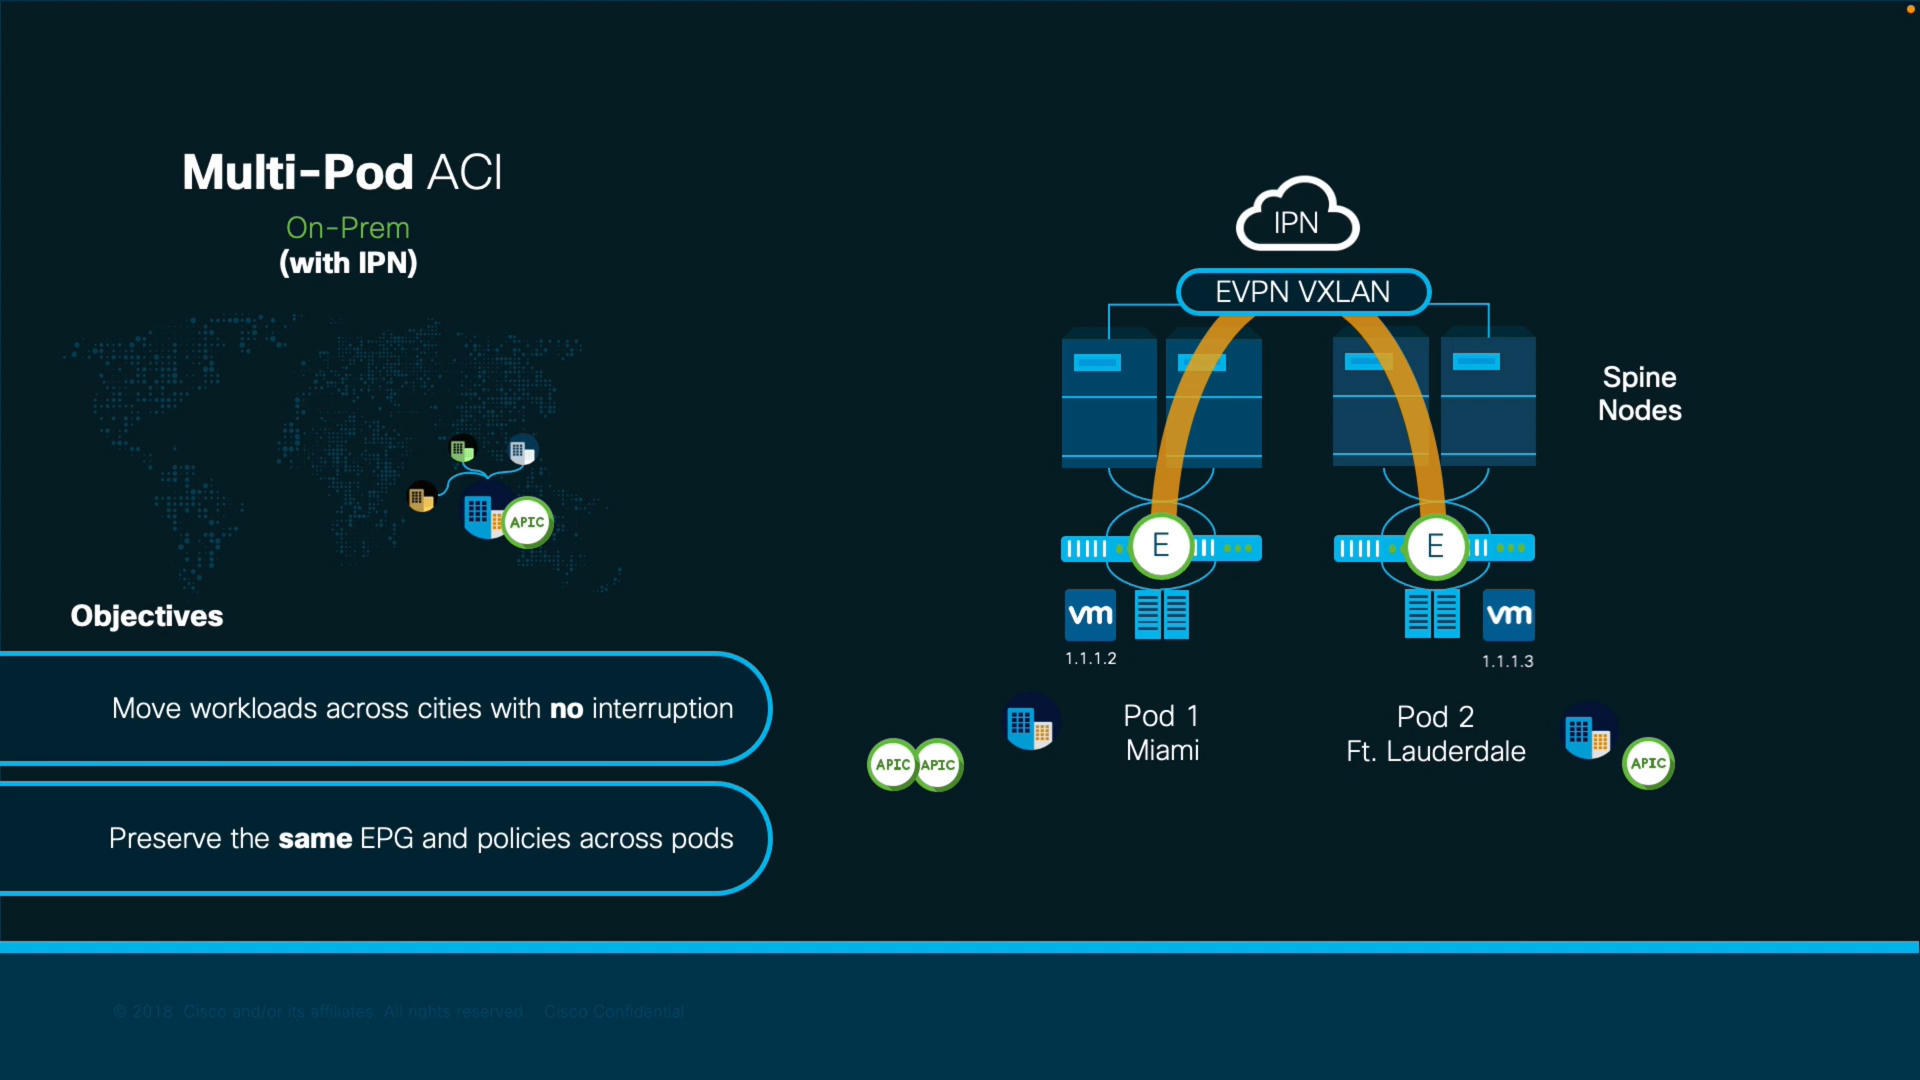 Multi-Pod ACI
On-Prem
(with IPN)
APIC
Objectives
Move workloads across cities with no interruption
Preserve the same EPG and policies across pods
IPN
EVPN VXLAN
Spine
Nodes
E
E
vm
vm
1.1.1.2
1.1.1.3
Pod 1
Miami
Pod 2
Ft. Lauderdale
APIC
APIC
APIC
© 2018 Cisco and/or its affiliates. All rights reserved. Cisco Confidential